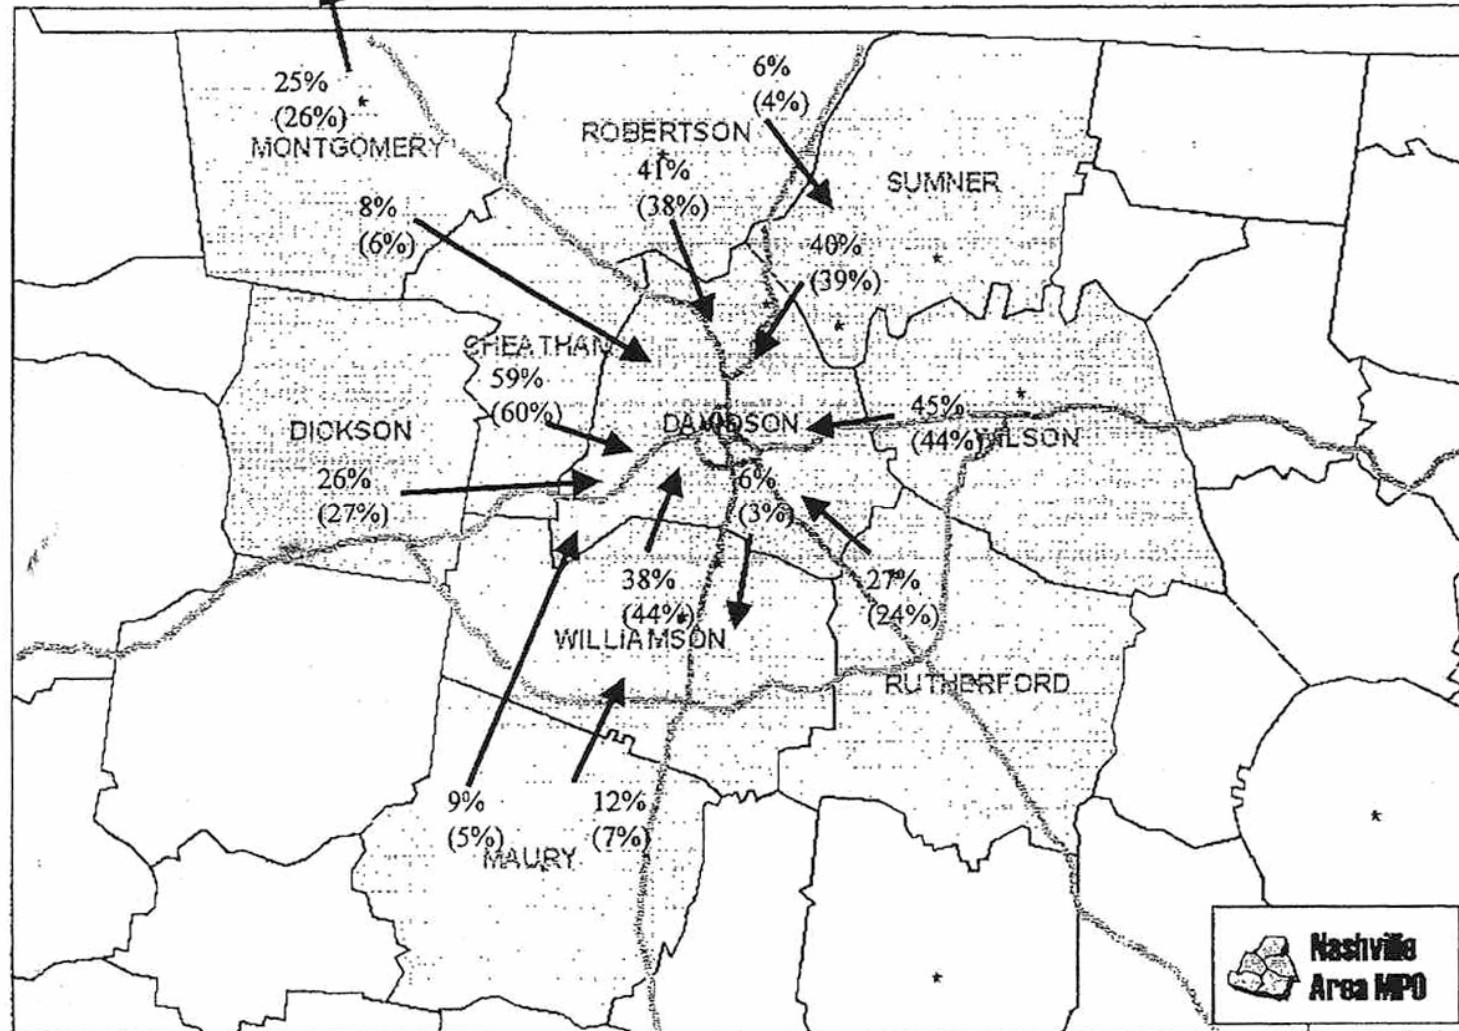 25%
(26%)
MONTGOMERY
6%
(4%)
ROBERTSON
41%
(38%)
SUMNER
8%
(6%)
40%
(39%)
CHEATHAM
59%
(60%)
DICKSON
26%
(27%)
DAVIDSON
45%
(44%)
WILSON
6%
(3%)
38%
(44%)
WILLIAMSON
27%
(24%)
RUTHERFORD
9%
(5%)
12%
(7%)
MAURY
Nashville
Area MPO